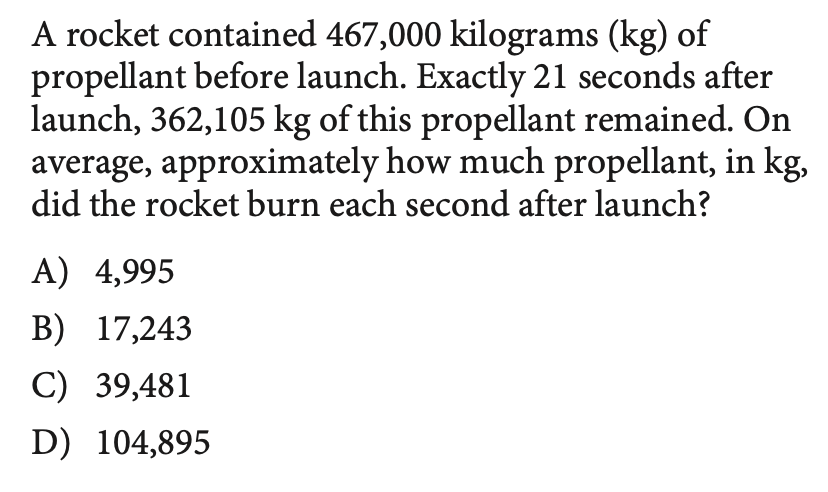 A rocket contained 467,000 kilograms (kg) of
propellant before launch. Exactly 21 seconds after
launch, 362,105 kg of this propellant remained. On
average, approximately how much propellant, in kg,
did the rocket burn each second after launch?
A) 4,995
B) 17,243
C) 39,481
D) 104,895